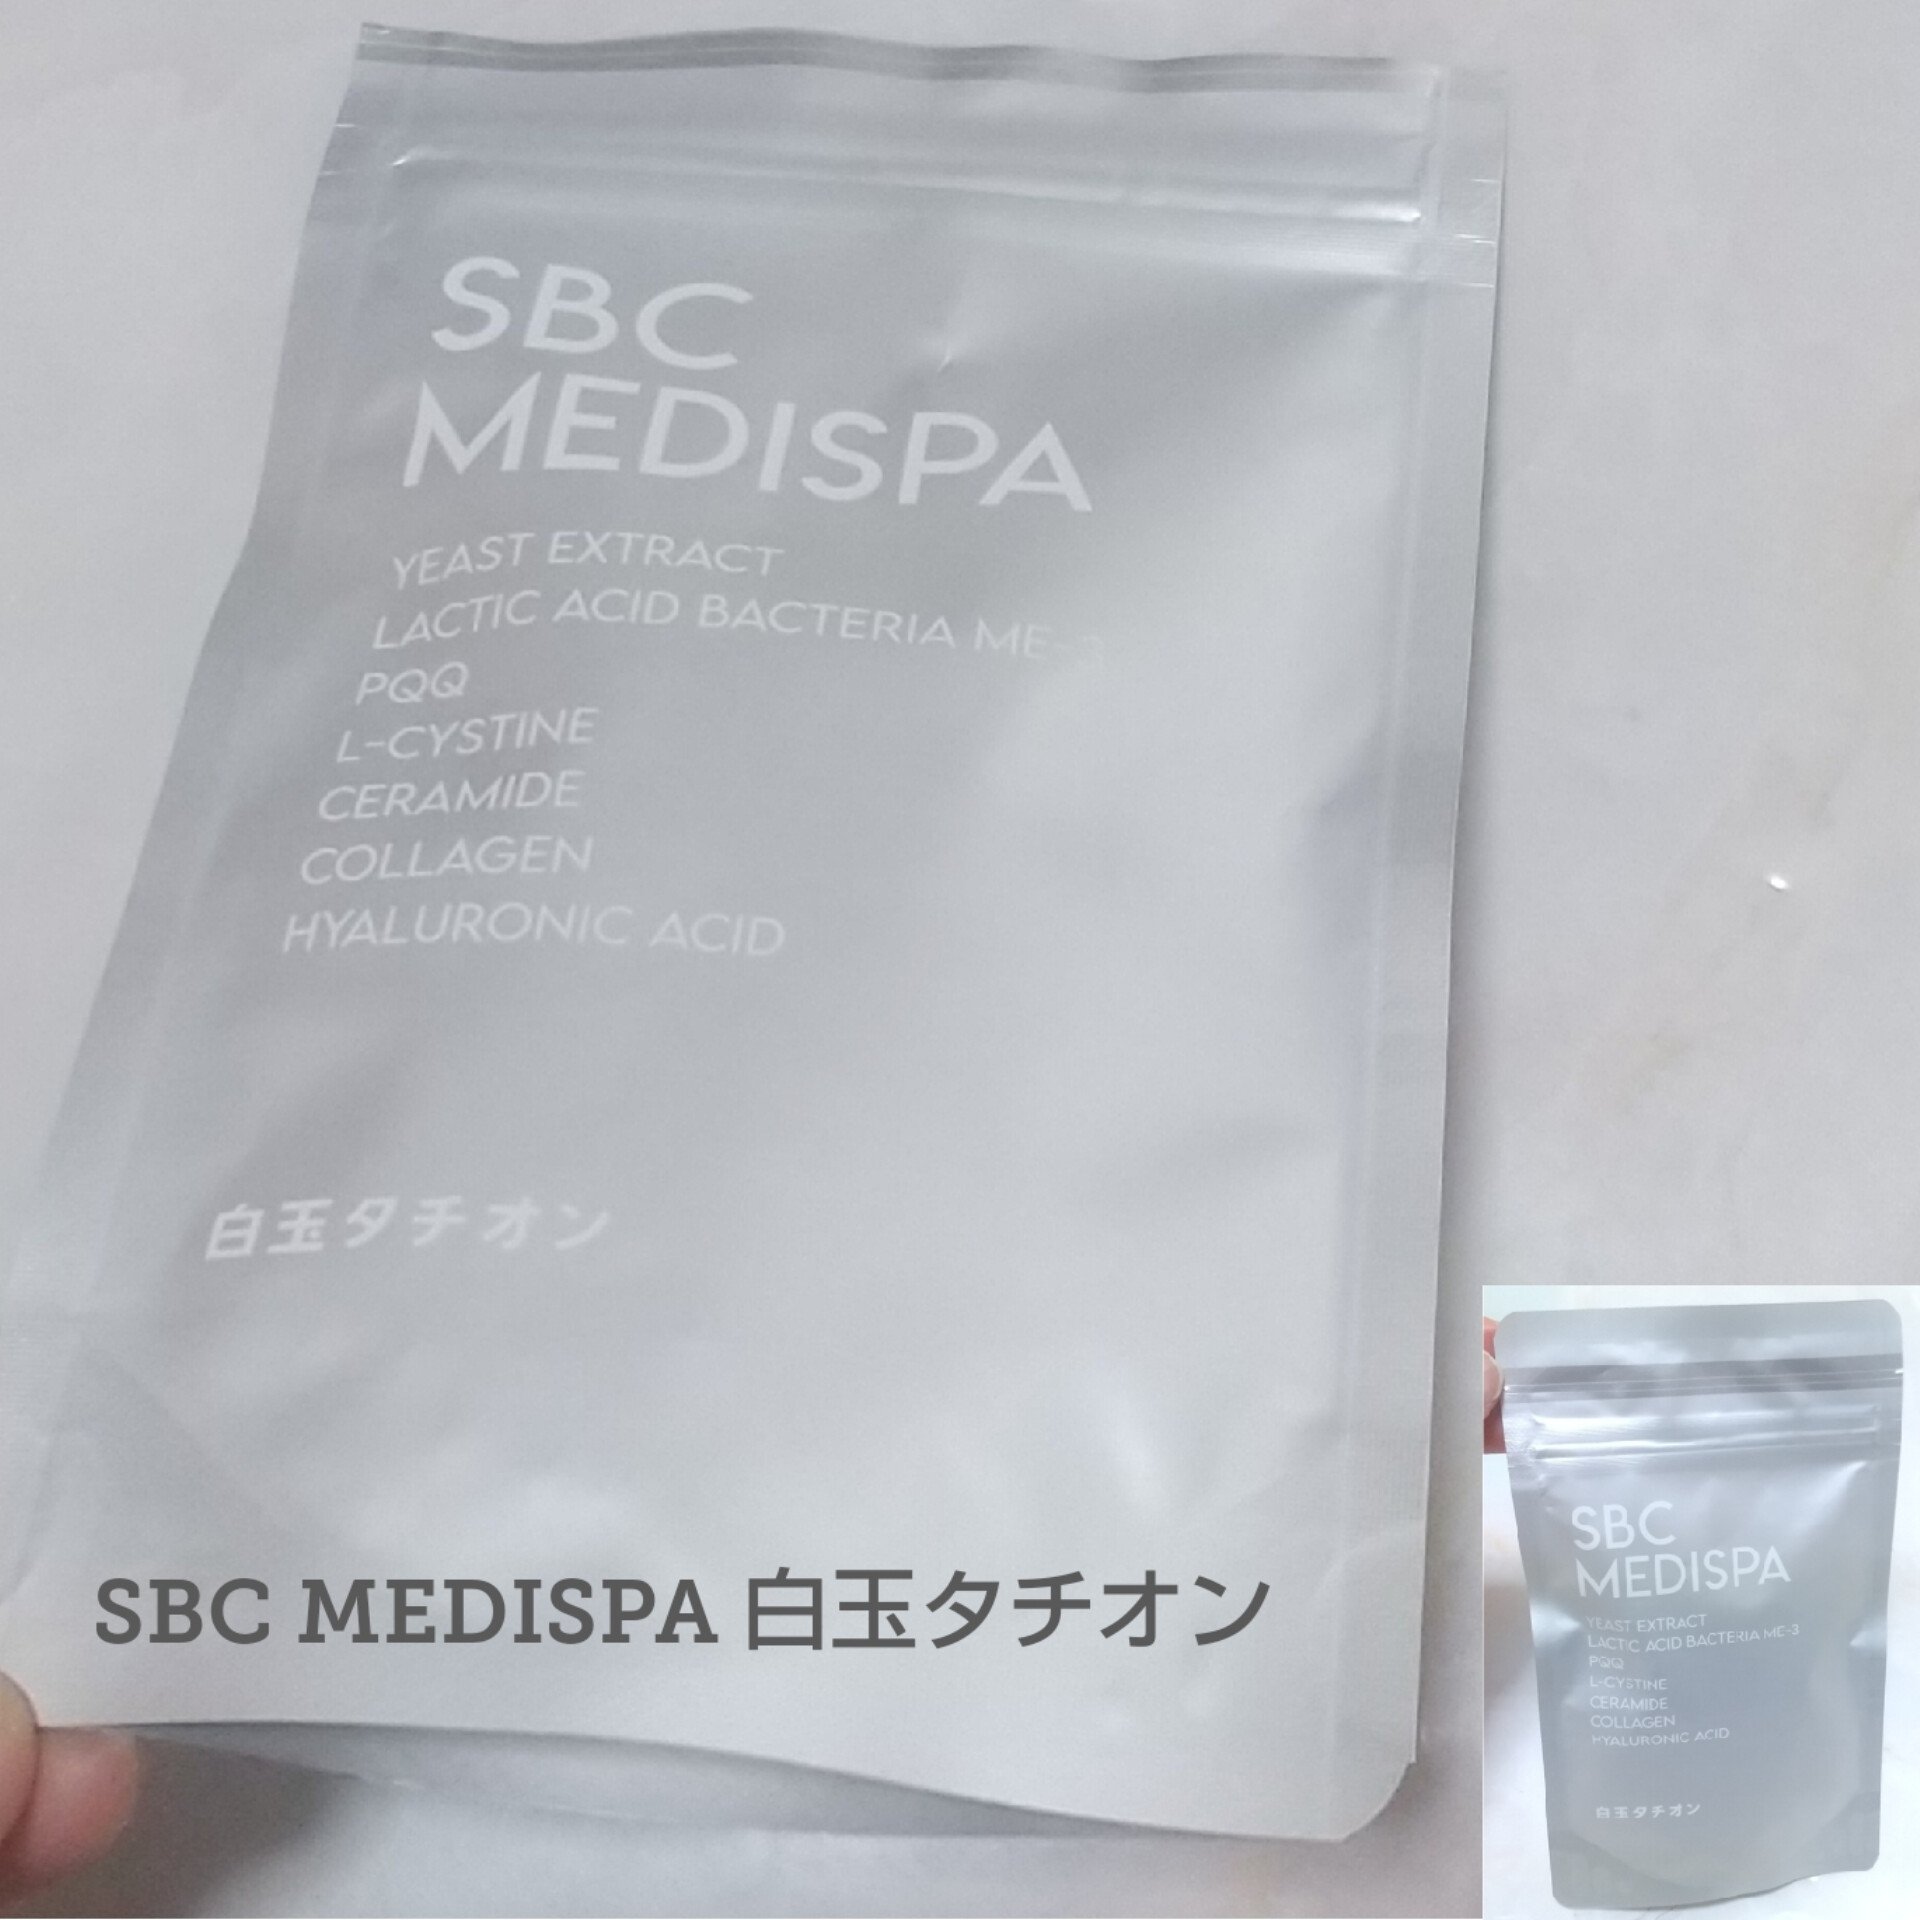 SBC
MEDISPA
YEAST EXTRACT
LACTIC ACID BACTERIA ME-3
PQQ
L-CYSTINE
CERAMIDE
COLLAGEN
HYALURONIC ACID
白玉タチオン
SBC MEDISPA 白玉タチオン
SBC
MEDISPA
YEAST EXTRACT
LACTIC ACID BACTERIA ME-3
PQQ
L-CYSTINE
CERAMIDE
COLLAGEN
HYALURONIC ACID
白玉タチオン